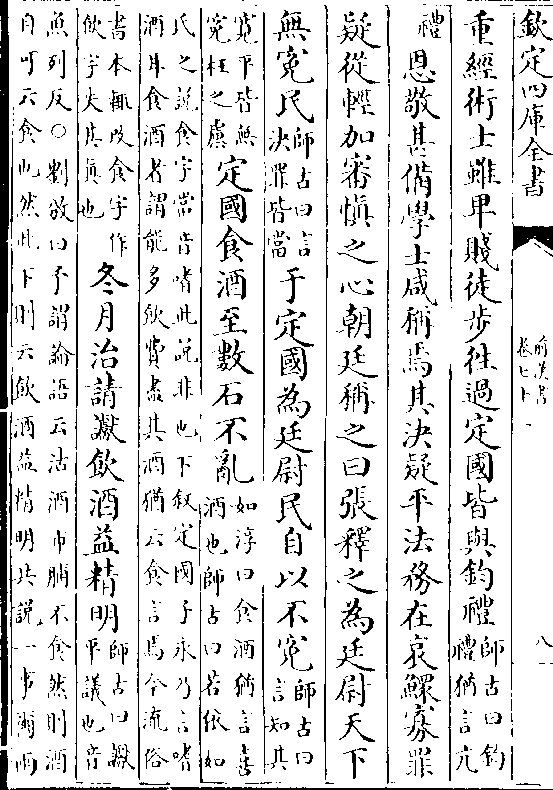 欽定四庫全書
前漢書
卷七十一
八
重經術士雖卑賤徒步往過定國皆與鈞禮師古曰鈞禮猶言亢
禮恩敬甚備學士咸稱焉其決疑平法務在哀鰥寡罪
疑從輕加審慎之心朝廷稱之曰張釋之為廷尉天下
無寃民師古曰言決罪皆當于定國為廷尉民自以不寃師古曰言知其
寛平皆無寃枉之慮定國食酒至數石不亂如淳曰食酒猶言喜酒也師古曰若依如
氏之說食字當音嗜此說非也下叙定國子永乃言嗜
酒耳食酒者謂能多飲費盡其酒猶云食言焉今流俗
書本輒改食字作飲字失其真也冬月治請讞飲酒益精明師古曰讞平議也音
魚列反○劉敞曰予謂論語云沽酒市脯不食然則酒
自可云食也然此下則云飲酒益精明共說一事爾兩